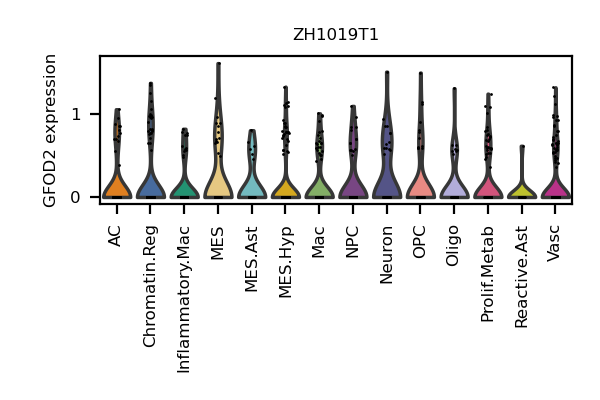 ZH1019T1
GFOD2 expression
1
0
AC
Chromatin.Reg
Inflammatory.Mac
MES
MES.Ast
MES.Hyp
Mac
NPC
Neuron
OPC
Oligo
Prolif.Metab
Reactive.Ast
Vasc